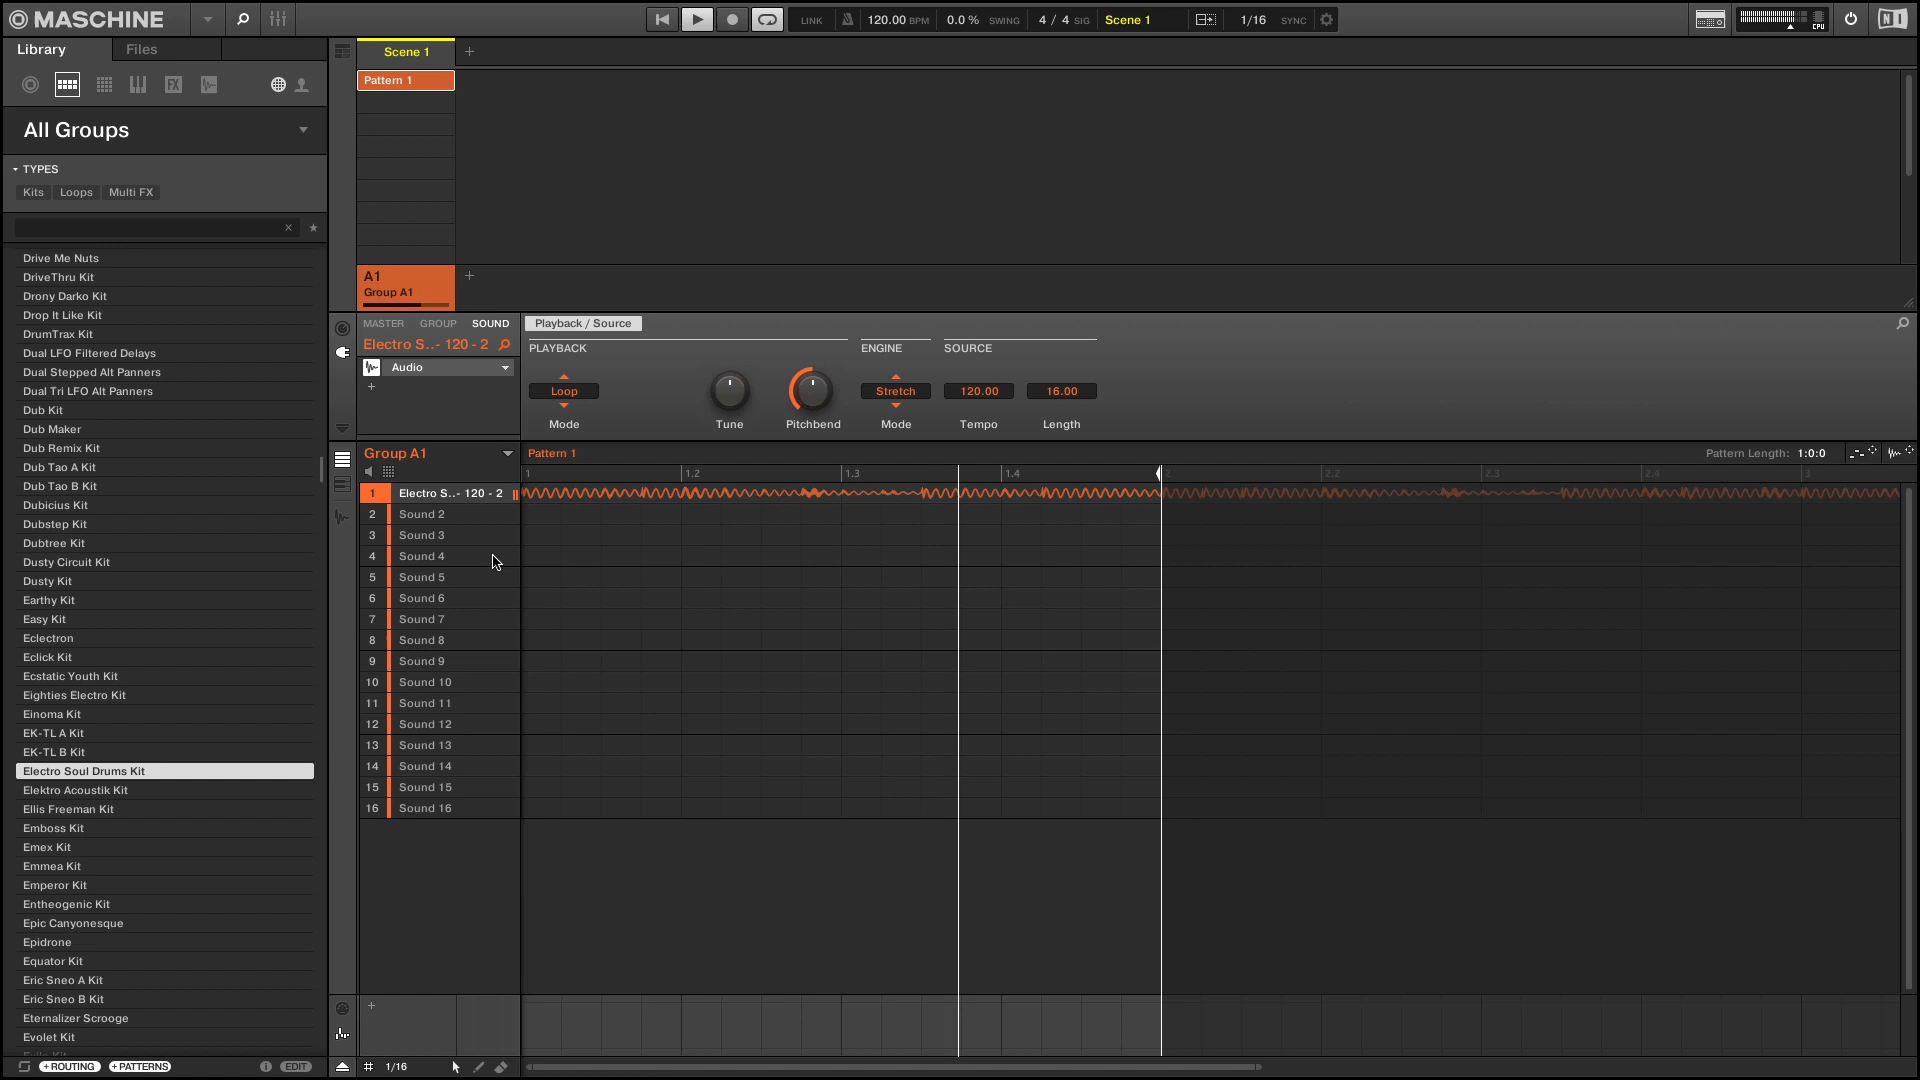 MASCHINE
LINK 120.00 BPM 0.0 % SWING 4 / 4 SIG Scene 1 1/16 SYNC CPU
Library Files
All Groups
TYPES
Kits Loops Multi FX
Drive Me Nuts
DriveThru Kit
Drony Darko Kit
Drop It Like Kit
DrumTrax Kit
Dual LFO Filtered Delays
Dual Stepped Alt Panners
Dual Tri LFO Alt Panners
Dub Kit
Dub Maker
Dub Remix Kit
Dub Tao A Kit
Dub Tao B Kit
Dubicius Kit
Dubstep Kit
Dubtree Kit
Dusty Circuit Kit
Dusty Kit
Earthy Kit
Easy Kit
Eclectron
Eclick Kit
Ecstatic Youth Kit
Eighties Electro Kit
Einoma Kit
EK-TL A Kit
EK-TL B Kit
Electro Soul Drums Kit
Elektro Acoustik Kit
Ellis Freeman Kit
Emboss Kit
Emex Kit
Emmea Kit
Emperor Kit
Entheogenic Kit
Epic Canyonesque
Epidrone
Equator Kit
Eric Sneo A Kit
Eric Sneo B Kit
Eternalizer Scrooge
Evolet Kit
+ ROUTING + PATTERNS EDIT
Scene 1 +
Pattern 1
A1 +
Group A1
MASTER GROUP SOUND
Electro S..- 120 - 2
Audio
+
Playback / Source
PLAYBACK ENGINE SOURCE
Loop Stretch 120.00 16.00
Mode Tune Pitchbend Mode Tempo Length
Group A1
Pattern 1 Pattern Length: 1:0:0
1 1.2 1.3 1.4 2 2.2 2.3 2.4 3
1 Electro S..- 120 - 2
2 Sound 2
3 Sound 3
4 Sound 4
5 Sound 5
6 Sound 6
7 Sound 7
8 Sound 8
9 Sound 9
10 Sound 10
11 Sound 11
12 Sound 12
13 Sound 13
14 Sound 14
15 Sound 15
16 Sound 16
+
1/16